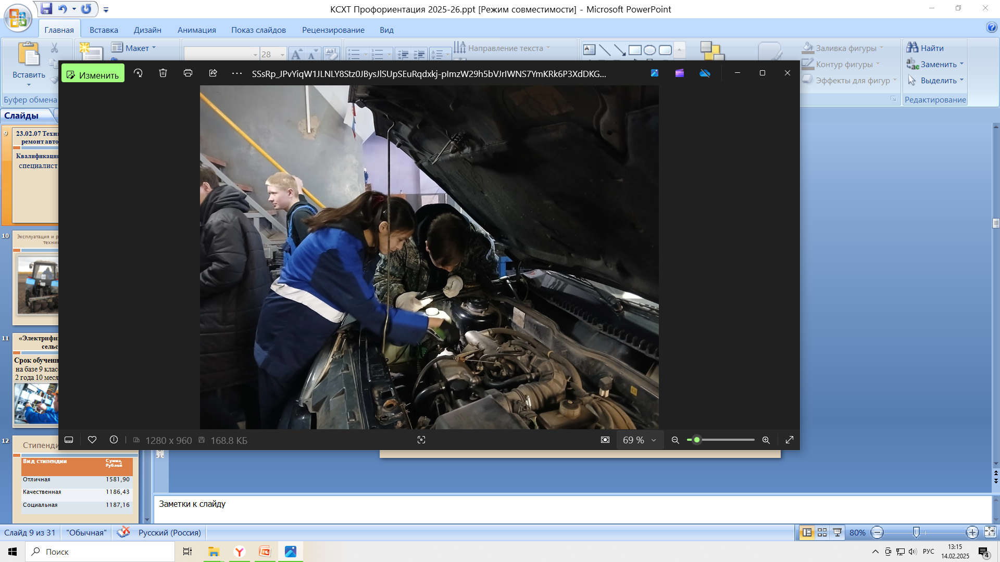 КСХТ Профориентация 2025-26.ppt [Режим совместимости] - Microsoft PowerPoint
Главная Вставка Дизайн Анимация Показ слайдов Рецензирование Вид
Вставить
Макет
28
Направление текста
Заливка фигуры
Контур фигуры
Эффекты для фигур
Найти
Заменить
Выделить
Буфер обмена
Редактирование
Изменить
SSsRp_JPvYiqW1JLNLY8Stz0JBysJlSUpSEuRqdxkj-pImzW29h5bVJrIWNS7YmKRk6P3XdDKG...
Слайды
9
23.02.07 Техн
ремонт авто
Квалификация
специалист
10
Эксплуатация и р
техни
11
«Электрифи
сельс
Срок обучени
на базе 9 клас
2 года 10 меся
12
Стипенди
Вид стипендии Сумма, Рублей
Отличная 1581,90
Качественная 1186,43
Социальная 1187,16
1280 x 960 168.8 КБ
69 %
Заметки к слайду
Слайд 9 из 31 "Обычная" Русский (Россия)
80%
Поиск
РУС
13:15
14.02.2025
4